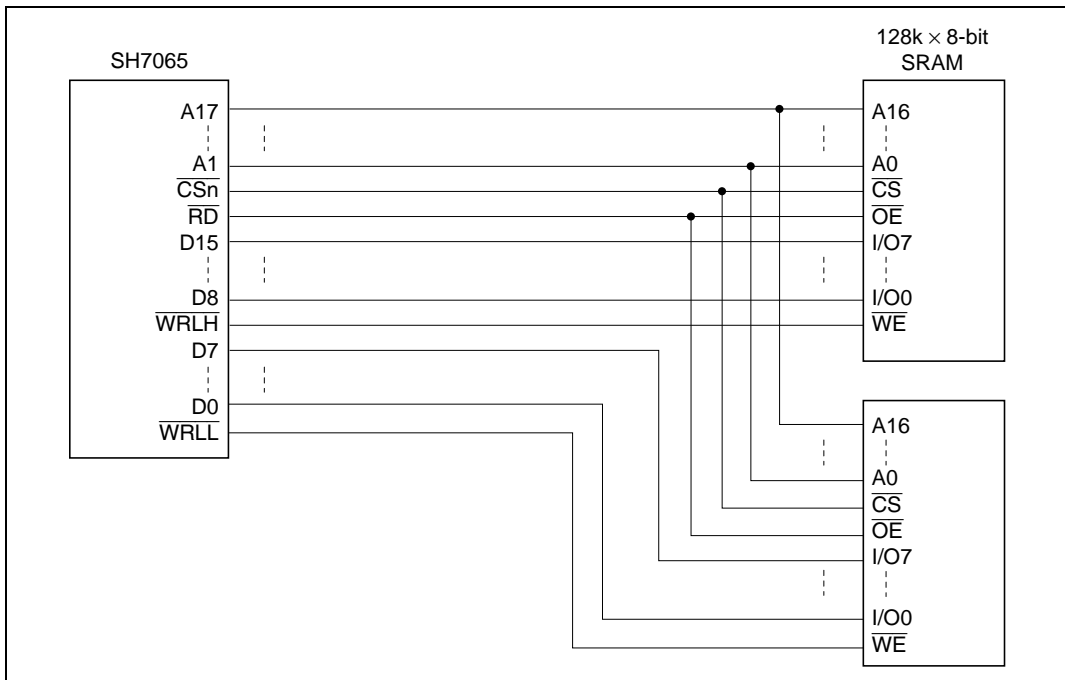 SH7065
A17
A1
CSn
RD
D15
D8
WRLH
D7
D0
WRLL
128k × 8-bit
SRAM
A16
A0
CS
OE
I/O7
I/O0
WE
A16
A0
CS
OE
I/O7
I/O0
WE